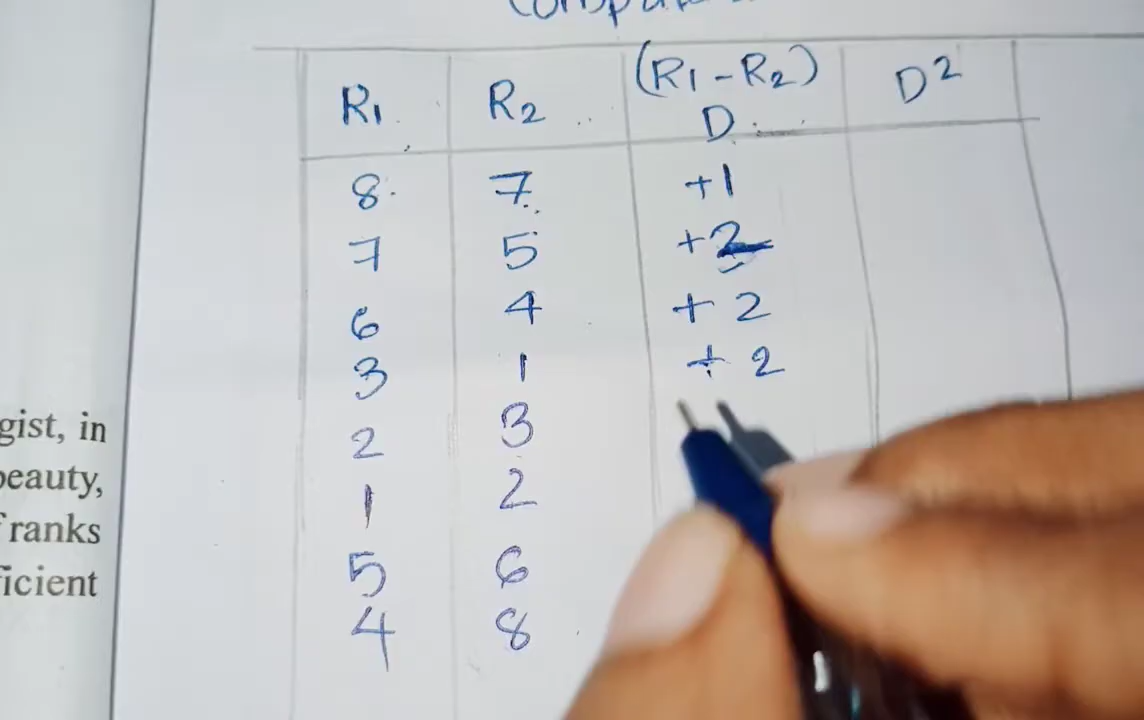 R1 R2 (R1 - R2) D D²
8 7 +1
7 5 +2
6 4 +2
3 1 +2
2 3
1 2
5 6
4 8
gist, in
beauty,
ranks
ficient